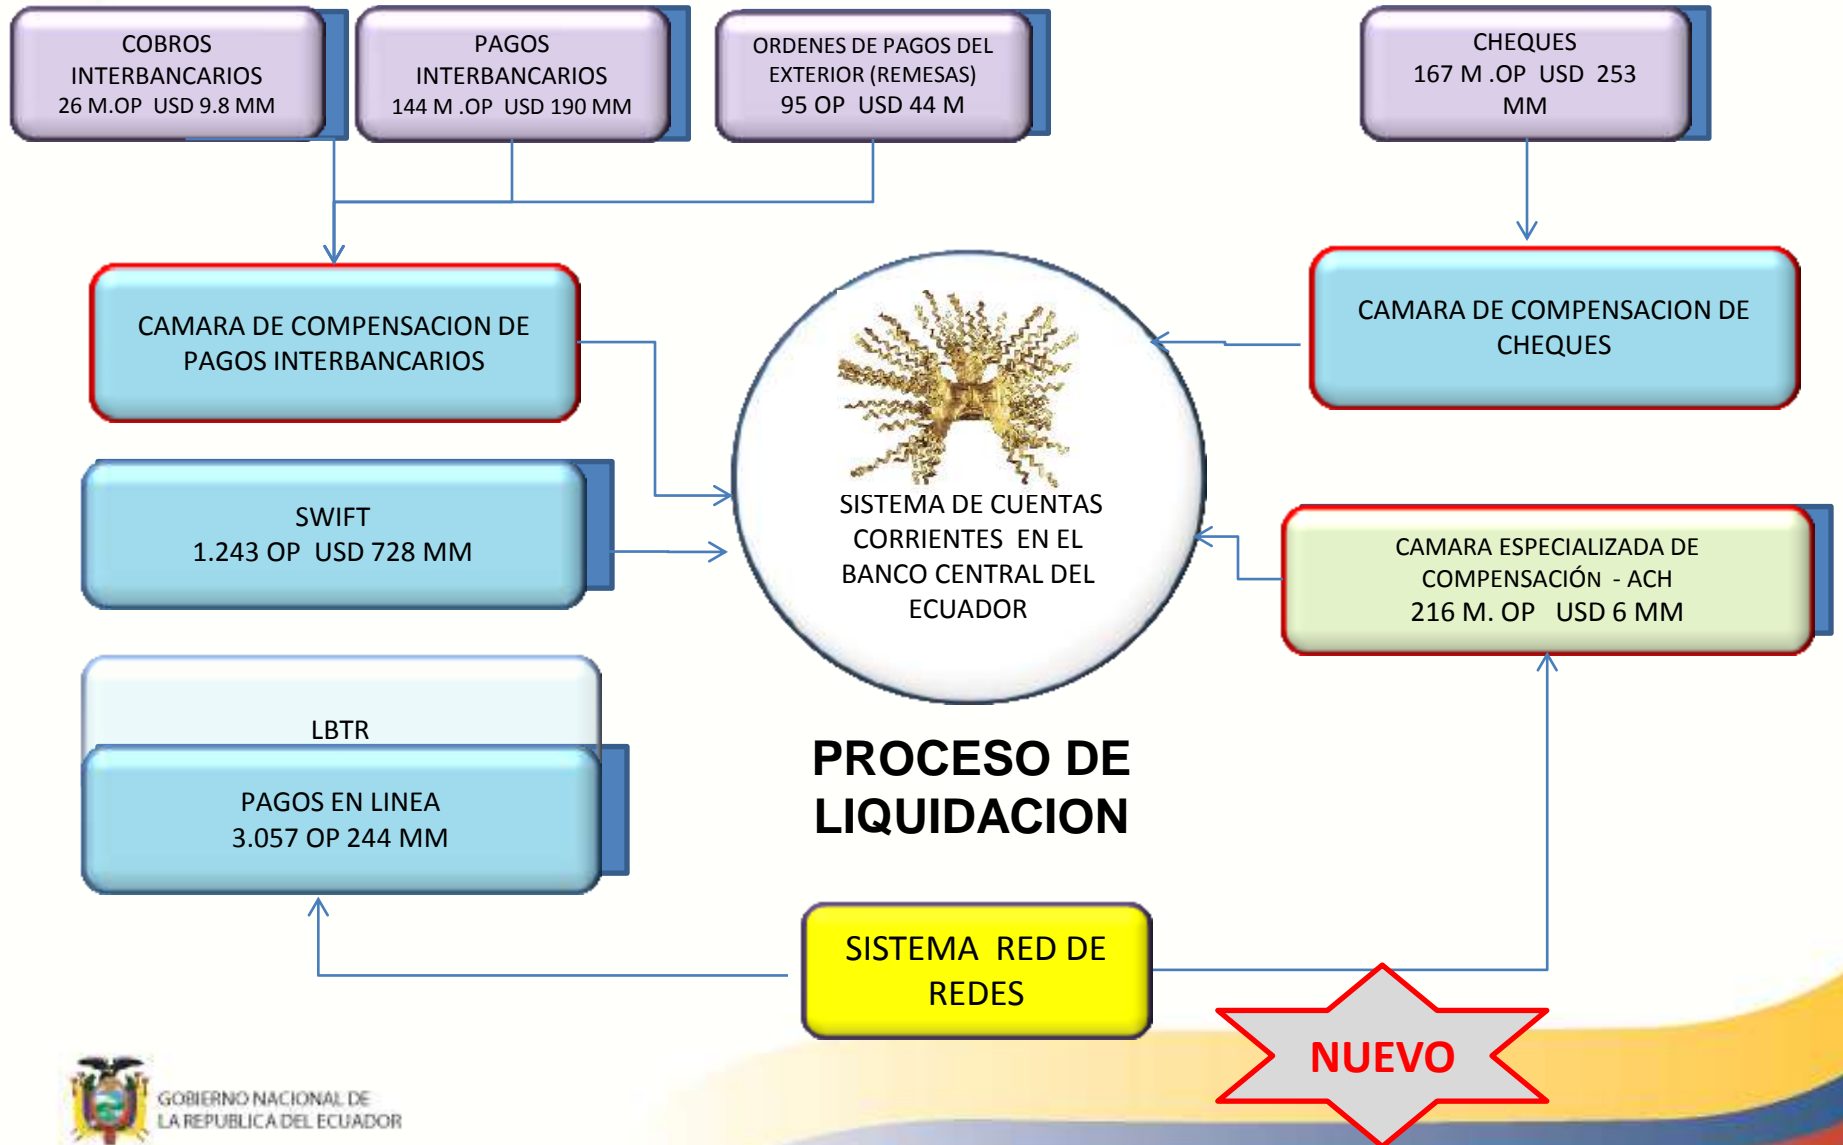 COBROS
INTERBANCARIOS
26 M.OP  USD 9.8 MM
PAGOS
INTERBANCARIOS
144 M .OP  USD 190 MM
ORDENES DE PAGOS DEL
EXTERIOR (REMESAS)
95 OP  USD 44 M
CHEQUES
167 M .OP  USD  253
MM
CAMARA DE COMPENSACION DE
PAGOS INTERBANCARIOS
CAMARA DE COMPENSACION DE
CHEQUES
SWIFT
1.243 OP  USD 728 MM
SISTEMA DE CUENTAS
CORRIENTES  EN EL
BANCO CENTRAL DEL
ECUADOR
CAMARA ESPECIALIZADA DE
COMPENSACIÓN  - ACH
216 M. OP   USD 6 MM
LBTR
PAGOS EN LINEA
3.057 OP 244 MM
PROCESO DE
LIQUIDACION
SISTEMA  RED DE
REDES
NUEVO
GOBIERNO NACIONAL DE
LA REPUBLICA DEL ECUADOR